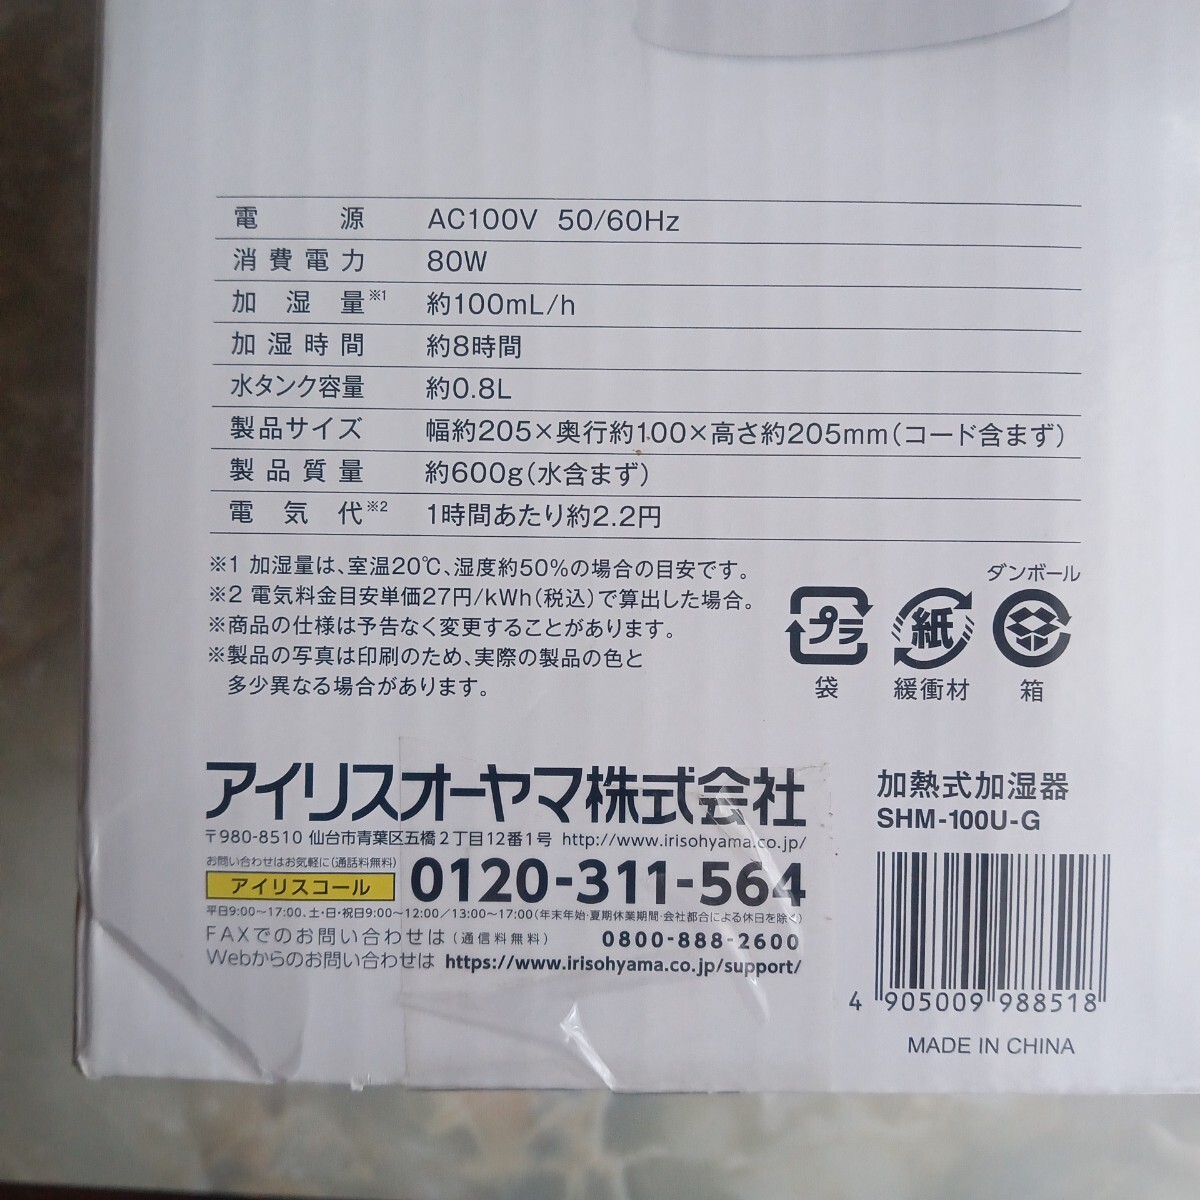 電源 AC100V 50/60Hz
消費電力 80W
加湿量※1 約100mL/h
加湿時間 約8時間
水タンク容量 約0.8L
製品サイズ 幅約205×奥行約100×高さ約205mm(コード含まず)
製品質量 約600g(水含まず)
電気代※2 1時間あたり約2.2円
※1 加湿量は、室温20℃、湿度約50%の場合の目安です。
※2 電気料金目安単価27円/kWh(税込)で算出した場合。
※商品の仕様は予告なく変更することがあります。
※製品の写真は印刷のため、実際の製品の色と
多少異なる場合があります。
ダンボール
プラ 紙
袋 緩衝材 箱
アイリスオーヤマ株式会社
〒980-8510 仙台市青葉区五橋2丁目12番1号 http://www.irisohyama.co.jp/
お問い合わせはお気軽に(通話料無料)
アイリスコール 0120-311-564
平日9:00~17:00、土・日・祝日9:00~12:00/13:00~17:00(年末年始・夏期休業期間・会社都合による休日を除く)
FAXでのお問い合わせは(通信料無料) 0800-888-2600
Webからのお問い合わせは https://www.irisohyama.co.jp/support/
加熱式加湿器
SHM-100U-G
4 905009 988518
MADE IN CHINA